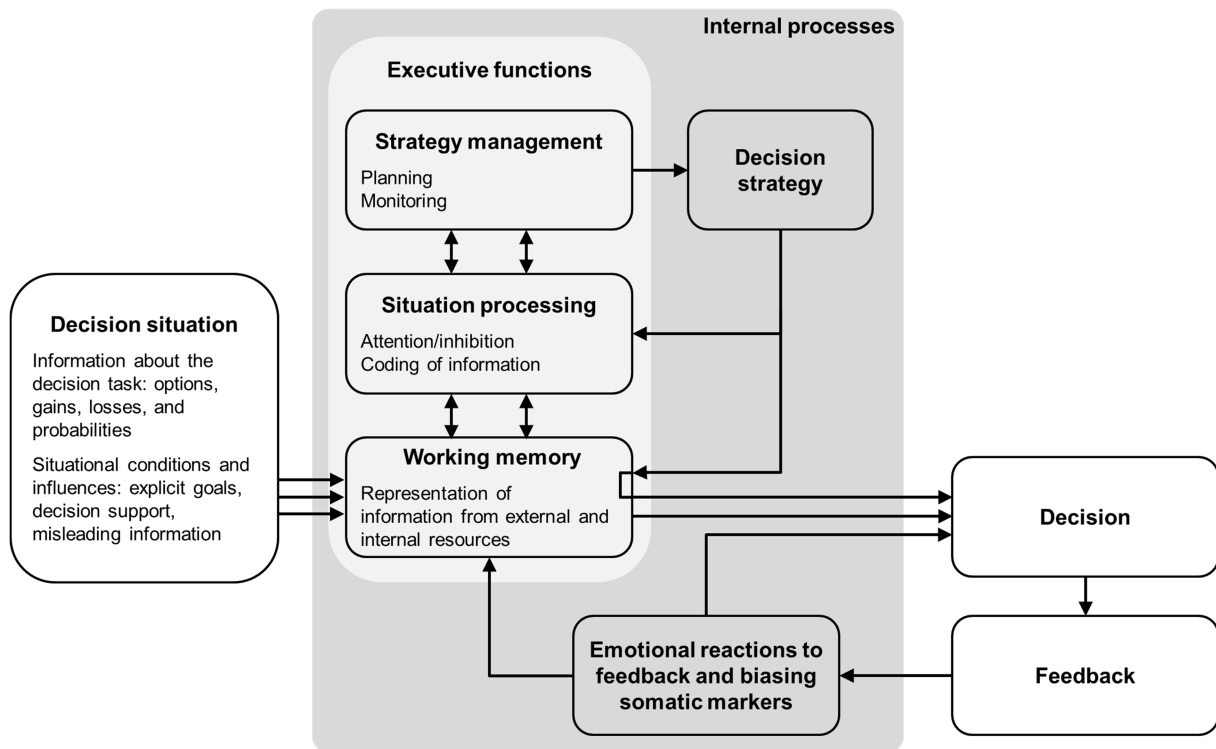 Internal processes
Executive functions
Strategy management
Planning
Monitoring
Decision
strategy
Situation processing
Attention/inhibition
Coding of information
Decision situation
Information about the
decision task: options,
gains, losses, and
probabilities
Situational conditions and
influences: explicit goals,
decision support,
misleading information
Working memory
Representation of
information from external and
internal resources
Decision
Emotional reactions to
feedback and biasing
somatic markers
Feedback